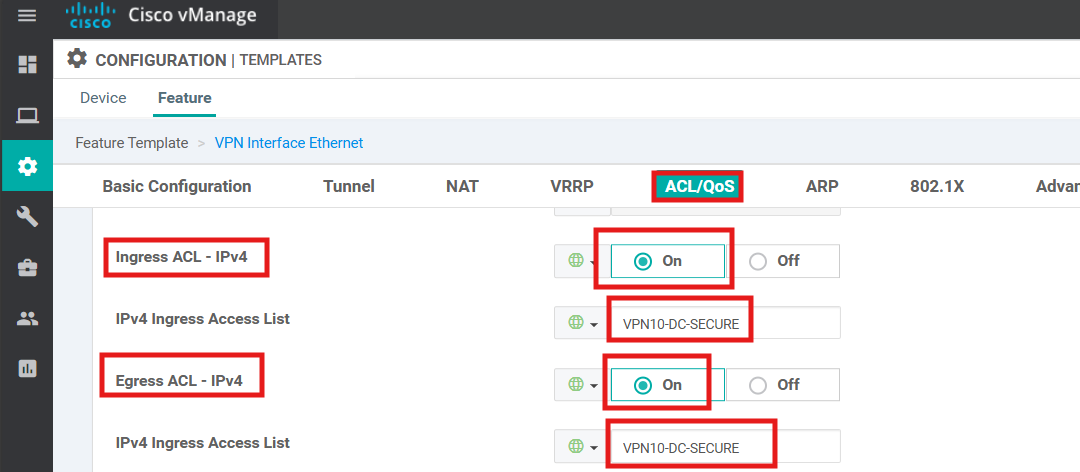 CISCO Cisco vManage
CONFIGURATION | TEMPLATES
Device Feature
Feature Template > VPN Interface Ethernet
Basic Configuration Tunnel NAT VRRP ACL/QoS ARP 802.1X Advan
Ingress ACL - IPv4 On Off
IPv4 Ingress Access List VPN10-DC-SECURE
Egress ACL - IPv4 On Off
IPv4 Ingress Access List VPN10-DC-SECURE